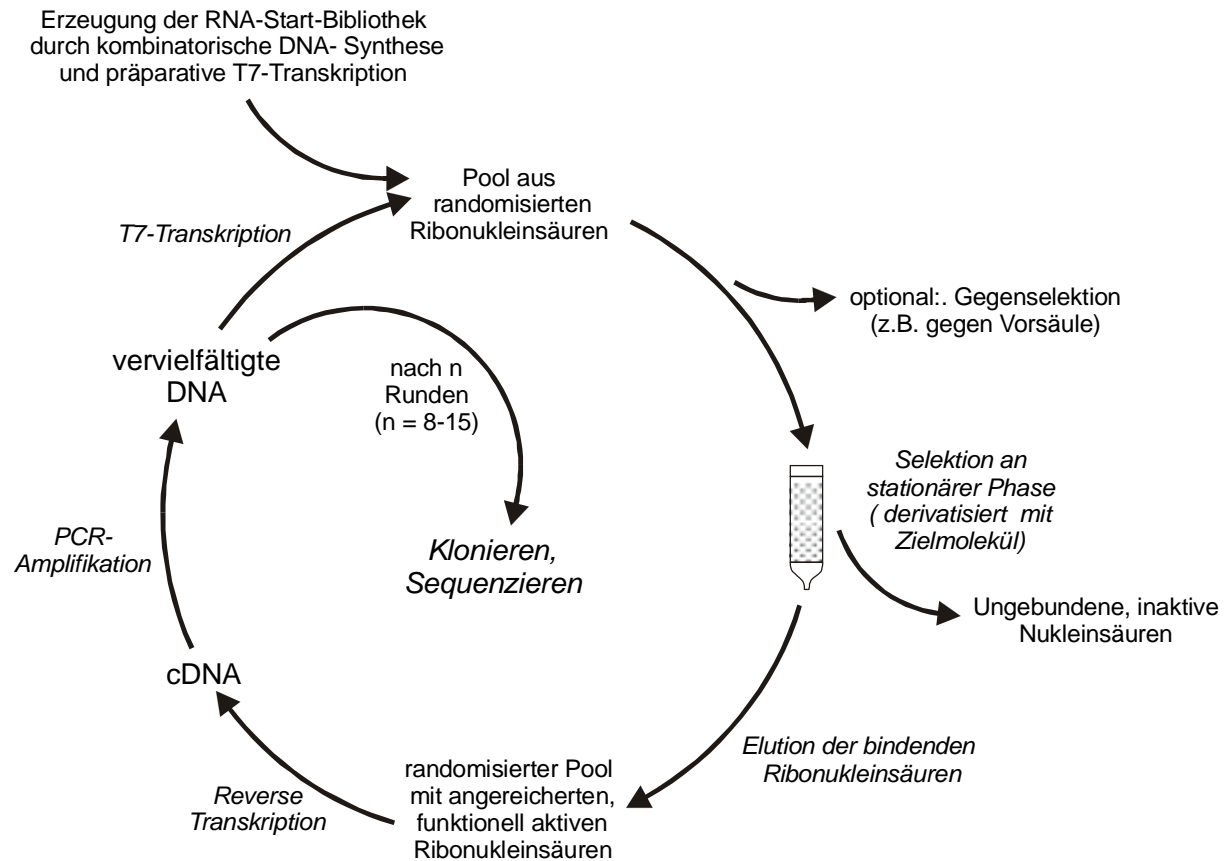 Erzeugung der RNA-Start-Bibliothek
durch kombinatorische DNA- Synthese
und präparative T7-Transkription
Pool aus
randomisierten
Ribonukleinsäuren
T7-Transkription
optional:. Gegenselektion
(z.B. gegen Vorsäule)
vervielfältigte
DNA
nach n
Runden
(n = 8-15)
Selektion an
stationärer Phase
( derivatisiert mit
Zielmolekül)
PCR-
Amplifikation
Klonieren,
Sequenzieren
Ungebundene, inaktive
Nukleinsäuren
cDNA
Elution der bindenden
Ribonukleinsäuren
randomisierter Pool
mit angereicherten,
funktionell aktiven
Ribonukleinsäuren
Reverse
Transkription